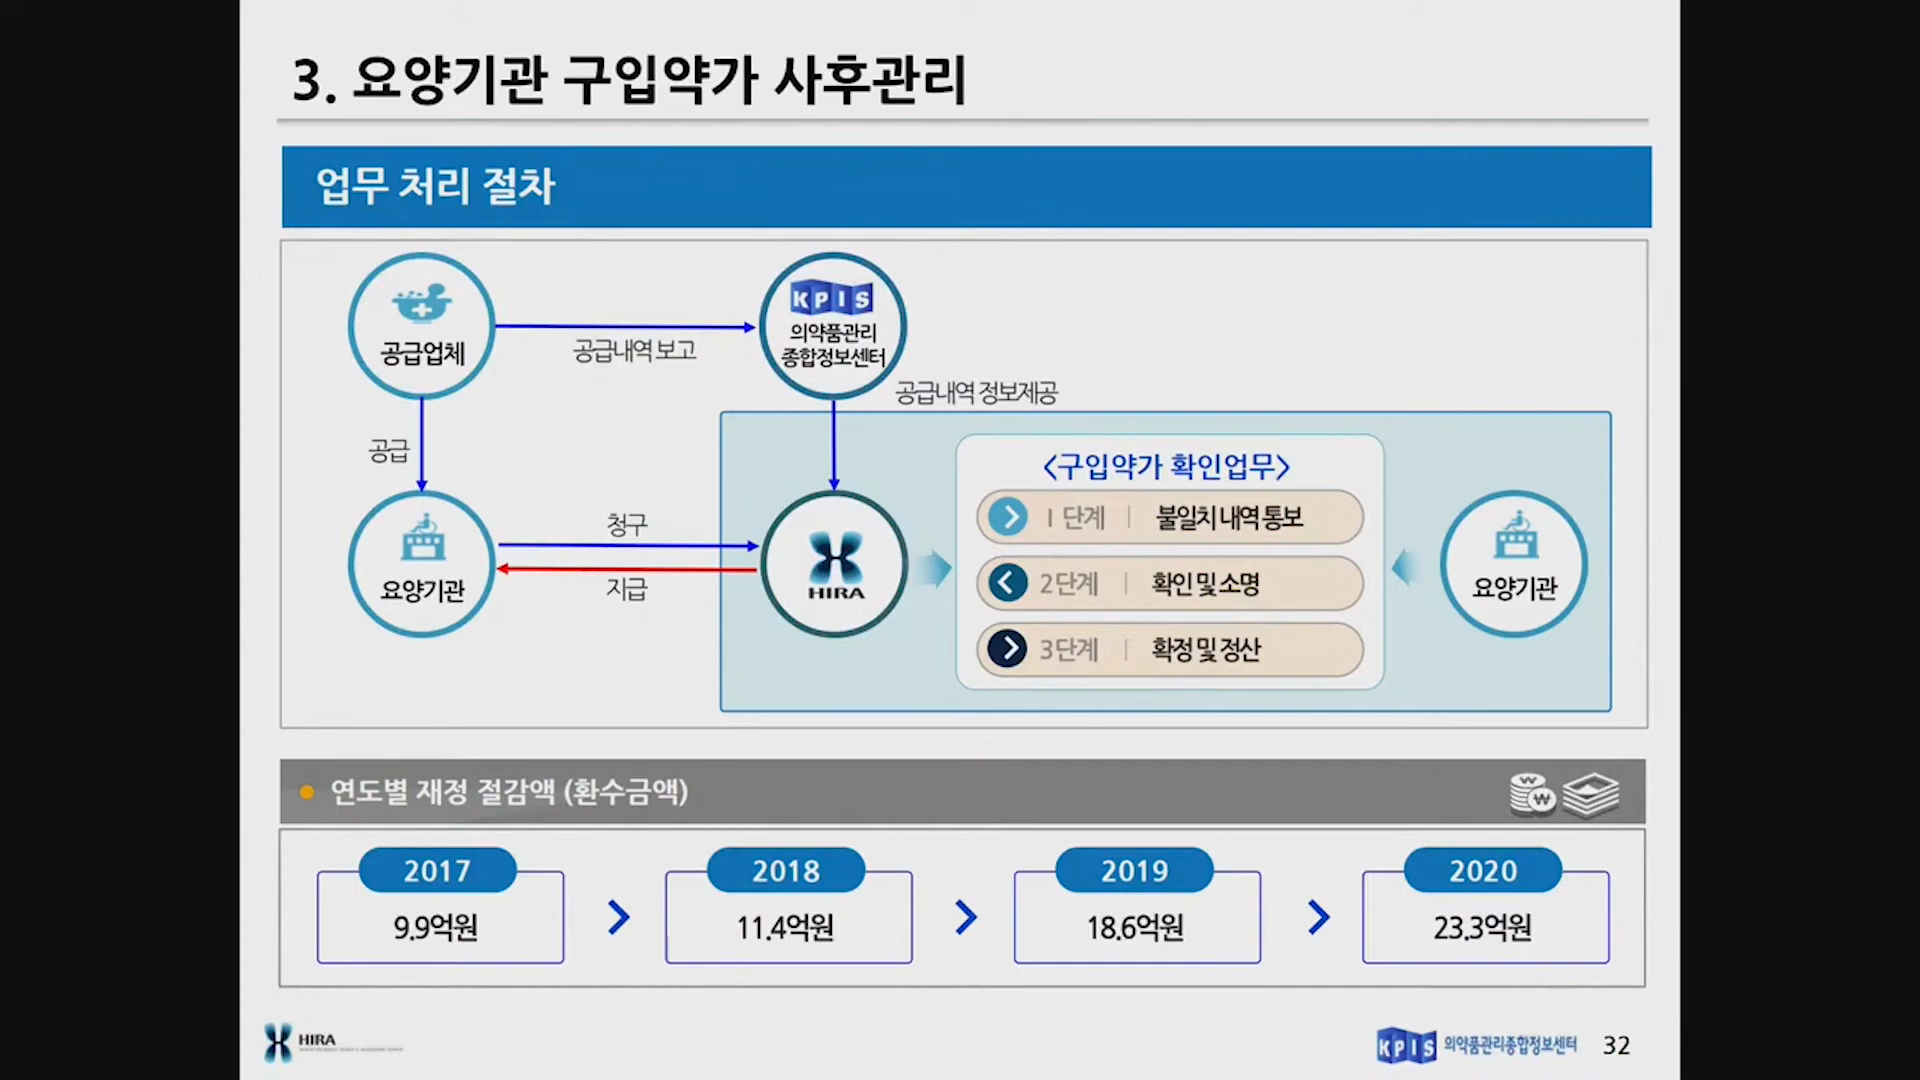 3. 요양기관 구입약가 사후관리
업무 처리 절차
공급업체
공급내역 보고
KPIS
의약품관리
종합정보센터
공급내역 정보제공
공급
요양기관
청구
지급
HIRA
<구입약가 확인업무>
1 단계 | 불일치 내역 통보
2단계 | 확인 및 소명
3단계 | 확정 및 정산
요양기관
연도별 재정 절감액 (환수금액)
2017
9.9억원
2018
11.4억원
2019
18.6억원
2020
23.3억원
HIRA
KPIS 의약품관리종합정보센터 32